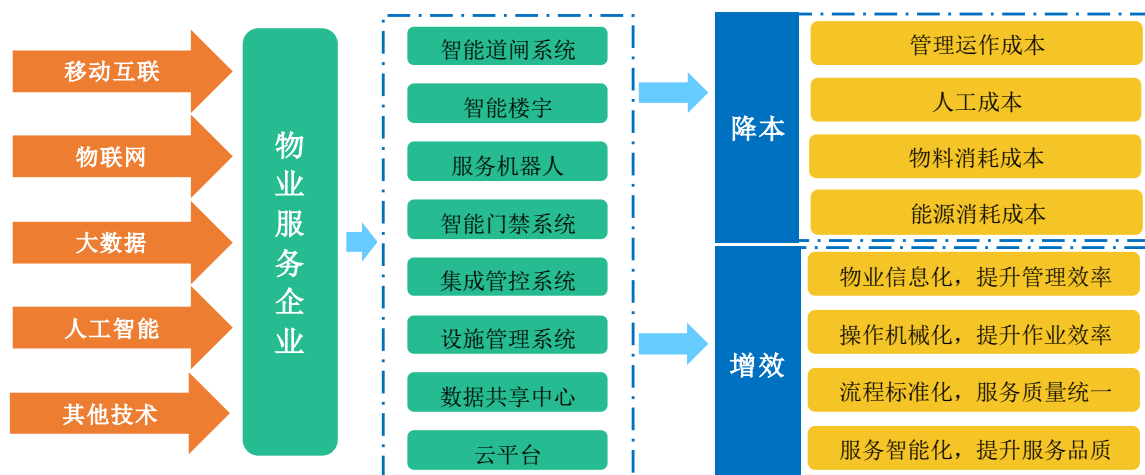 移动互联
物联网
大数据
人工智能
其他技术
物业服务企业
智能道闸系统
智能楼宇
服务机器人
智能门禁系统
集成管控系统
设施管理系统
数据共享中心
云平台
降本
管理运作成本
人工成本
物料消耗成本
能源消耗成本
增效
物业信息化，提升管理效率
操作机械化，提升作业效率
流程标准化，服务质量统一
服务智能化，提升服务品质